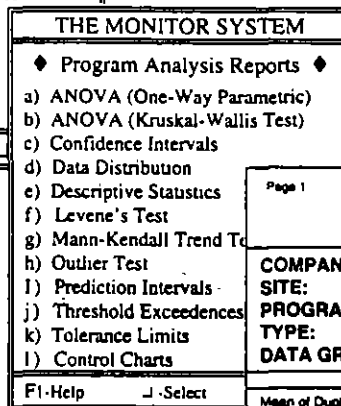 THE MONITOR SYSTEM
♦ Program Analysis Reports ♦
a) ANOVA (One-Way Parametric)
b) ANOVA (Kruskal-Wallis Test)
c) Confidence Intervals
d) Data Distribution
e) Descriptive Statistics
f) Levene's Test
g) Mann-Kendall Trend Te
h) Outlier Test
I) Prediction Intervals
j) Threshold Exceedences
k) Tolerance Limits
l) Control Charts
F1-Help ↵-Select
Page 1
COMPAN
SITE:
PROGRA
TYPE:
DATA GR
Mean of Dupl